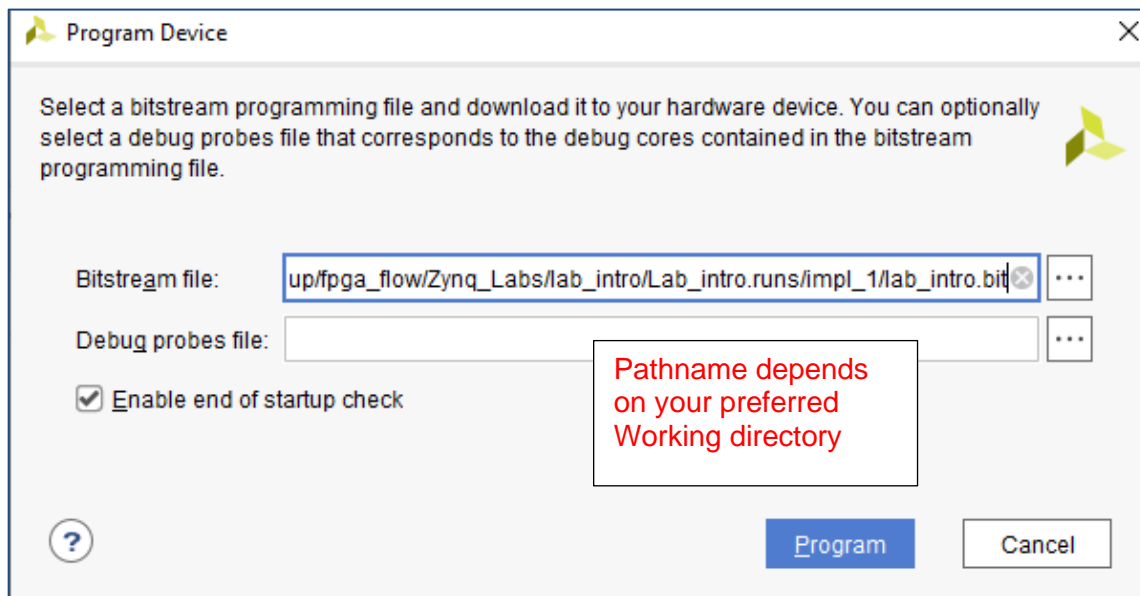 Program Device
Select a bitstream programming file and download it to your hardware device. You can optionally
select a debug probes file that corresponds to the debug cores contained in the bitstream
programming file.
Bitstream file: up/fpga_flow/Zynq_Labs/lab_intro/Lab_intro.runs/impl_1/lab_intro.bit
Debug probes file:
Enable end of startup check
Pathname depends
on your preferred
Working directory
? Program Cancel